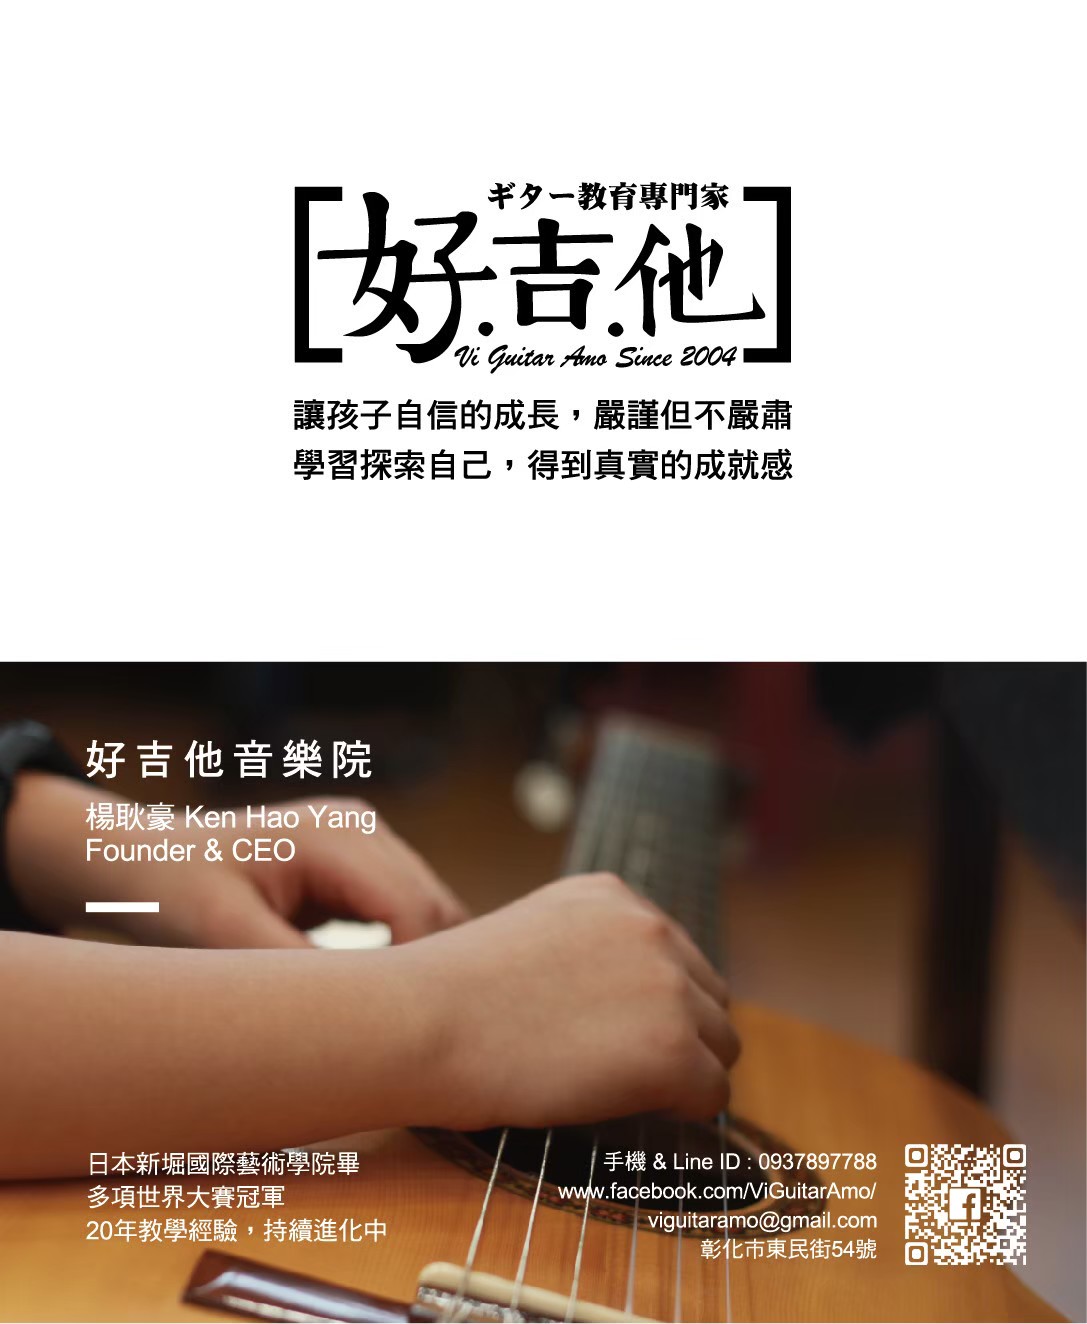 ギター教育專門家
好.吉.他
Vi Guitar Amo Since 2004
讓孩子自信的成長，嚴謹但不嚴肅
學習探索自己，得到真實的成就感
好吉他音樂院
楊耿豪 Ken Hao Yang
Founder & CEO
日本新堀國際藝術學院畢
多項世界大賽冠軍
20年教學經驗，持續進化中
手機 & Line ID : 0937897788
www.facebook.com/ViGuitarAmo/
viguitaramo@gmail.com
彰化市東民街54號